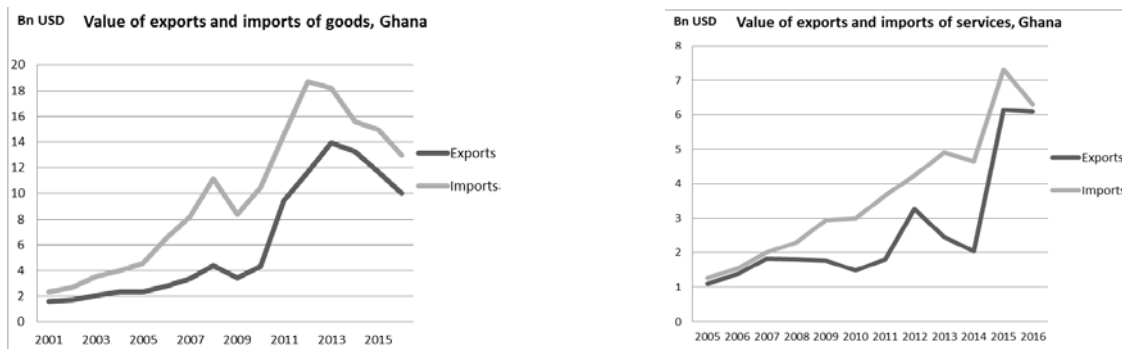 Bn USD Value of exports and imports of goods, Ghana
20
18
16
14
12
10
8
6
4
2
0
2001 2003 2005 2007 2009 2011 2013 2015
Exports
Imports
Bn USD Value of exports and imports of services, Ghana
8
7
6
5
4
3
2
1
0
2005 2006 2007 2008 2009 2010 2011 2012 2013 2014 2015 2016
Exports
Imports